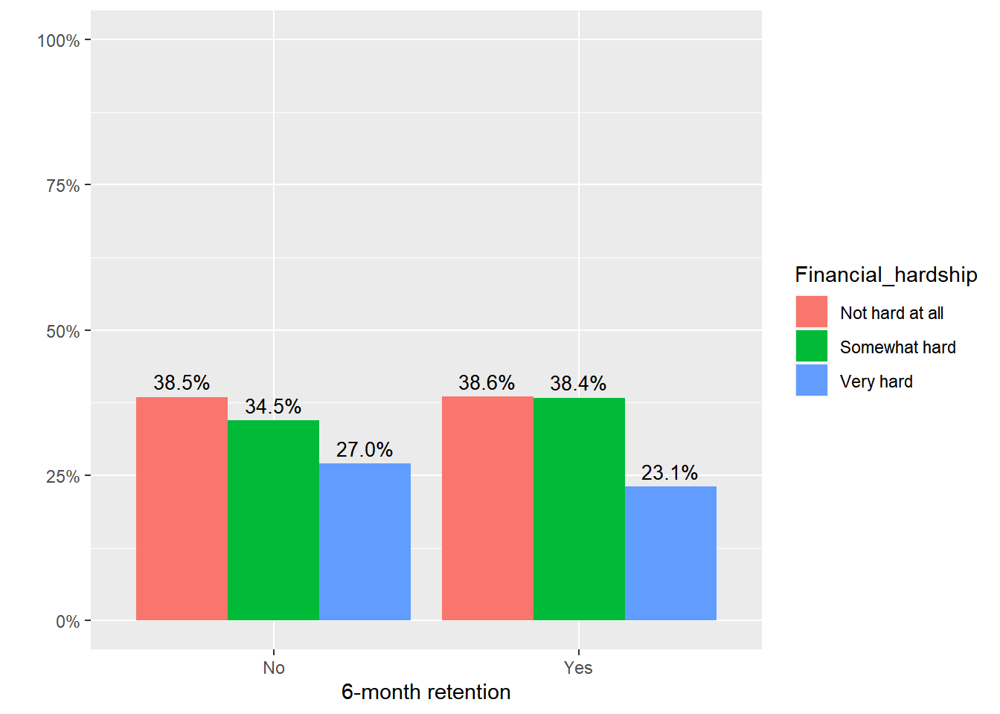 100%
75%
50%
25%
0%
38.5%
34.5%
27.0%
38.6%
38.4%
23.1%
No
Yes
6-month retention
Financial_hardship
Not hard at all
Somewhat hard
Very hard